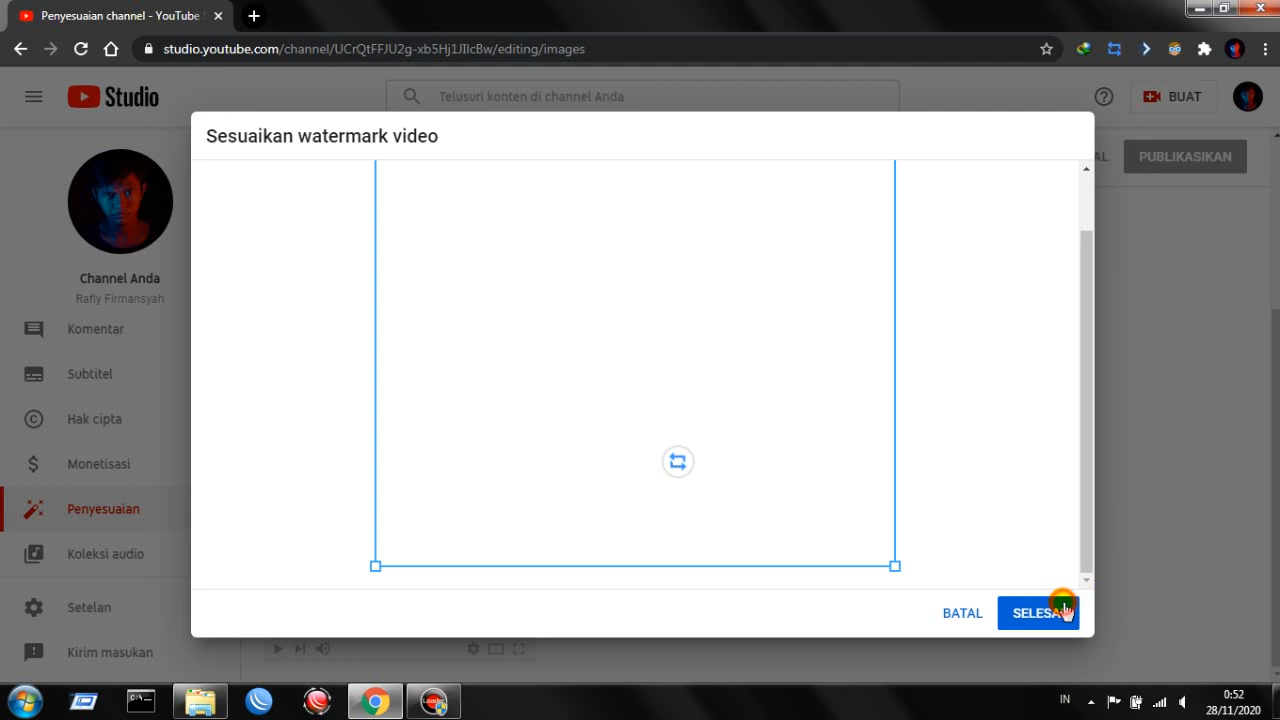 Penyesuaian channel - YouTube
studio.youtube.com/channel/UCrQtFFJU2g-xb5Hj1JIlcBw/editing/images
Studio
Telusuri konten di channel Anda
BUAT
Sesuaikan watermark video
PUBLIKASIKAN
Channel Anda
Rafly Firmansyah
Komentar
Subtitel
Hak cipta
Monetisasi
Penyesuaian
Koleksi audio
Setelan
Kirim masukan
BATAL
IN
0:52
28/11/2020